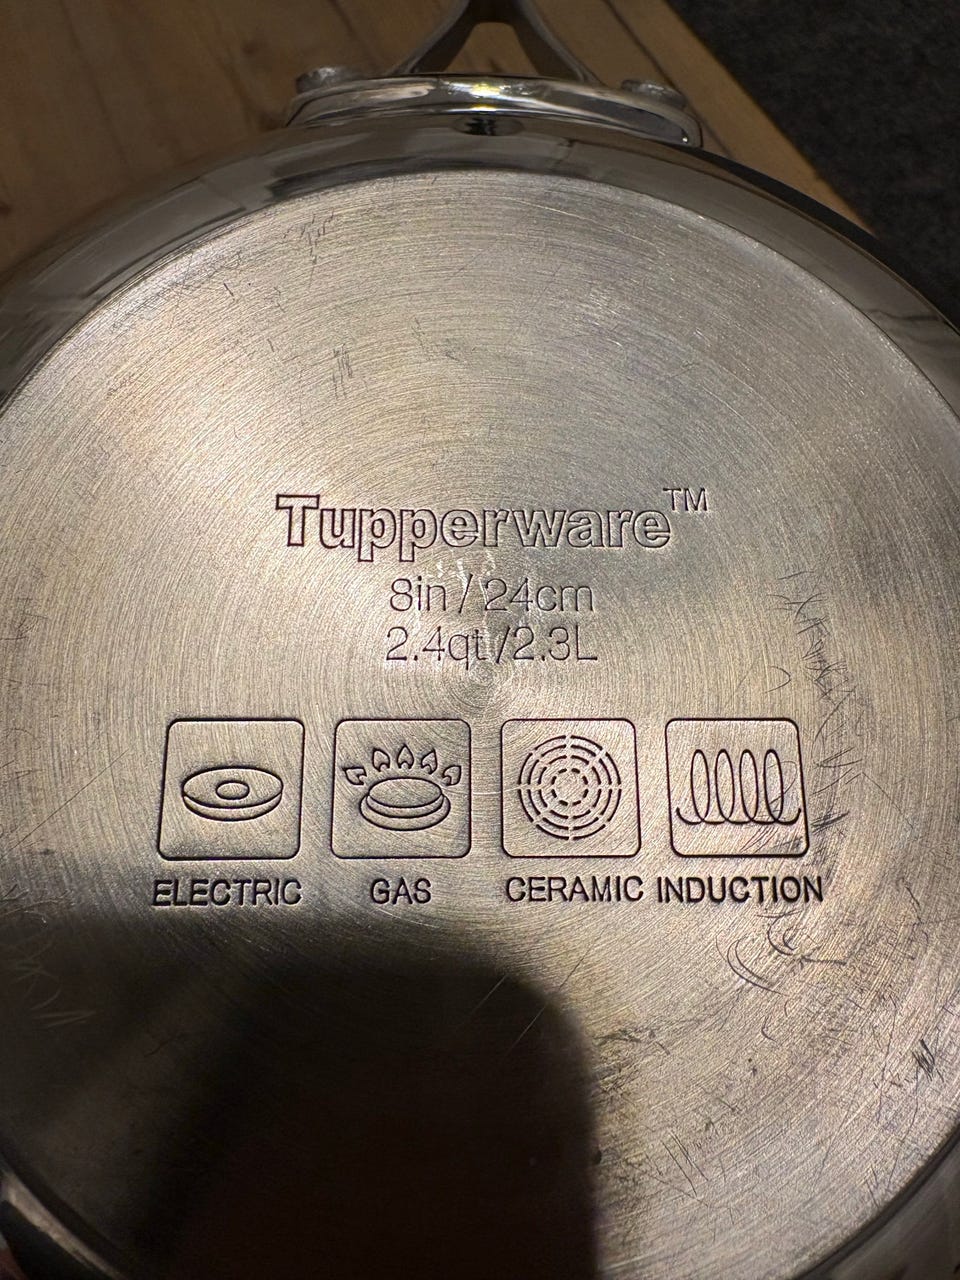 Tupperware™
8in / 24cm
2.4qt /2.3L
ELECTRIC GAS CERAMIC INDUCTION